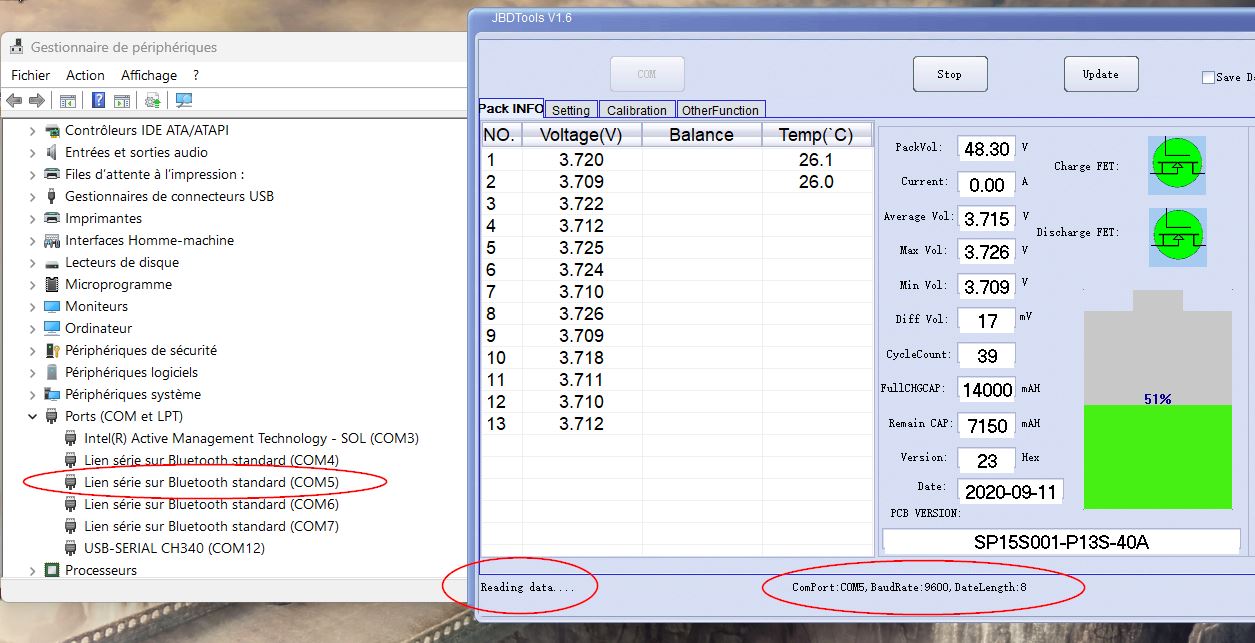 Gestionnaire de périphériques
Fichier Action Affichage ?
Contrôleurs IDE ATA/ATAPI
Entrées et sorties audio
Files d'attente à l'impression :
Gestionnaires de connecteurs USB
Imprimantes
Interfaces Homme-machine
Lecteurs de disque
Microprogramme
Moniteurs
Ordinateur
Périphériques de sécurité
Périphériques logiciels
Périphériques système
Ports (COM et LPT)
Intel(R) Active Management Technology - SOL (COM3)
Lien série sur Bluetooth standard (COM4)
Lien série sur Bluetooth standard (COM5)
Lien série sur Bluetooth standard (COM6)
Lien série sur Bluetooth standard (COM7)
USB-SERIAL CH340 (COM12)
Processeurs
JBDTools V1.6
COM Stop Update Save D
Pack INFO Setting Calibration OtherFunction
NO. Voltage(V) Balance Temp(`C)
1 3.720 26.1
2 3.709 26.0
3 3.722
4 3.712
5 3.725
6 3.724
7 3.710
8 3.726
9 3.709
10 3.718
11 3.711
12 3.710
13 3.712
PackVol: 48.30 V
Current: 0.00 A
Average Vol: 3.715 V
Max Vol: 3.726 V
Min Vol: 3.709 V
Diff Vol: 17 mV
CycleCount: 39
FullCHGCAP: 14000 mAH
Remain CAP: 7150 mAH
Version: 23 Hex
Date: 2020-09-11
PCB VERSION:
SP15S001-P13S-40A
Charge FET:
Discharge FET:
51%
Reading data....
ComPort:COM5,BaudRate:9600,DateLength:8